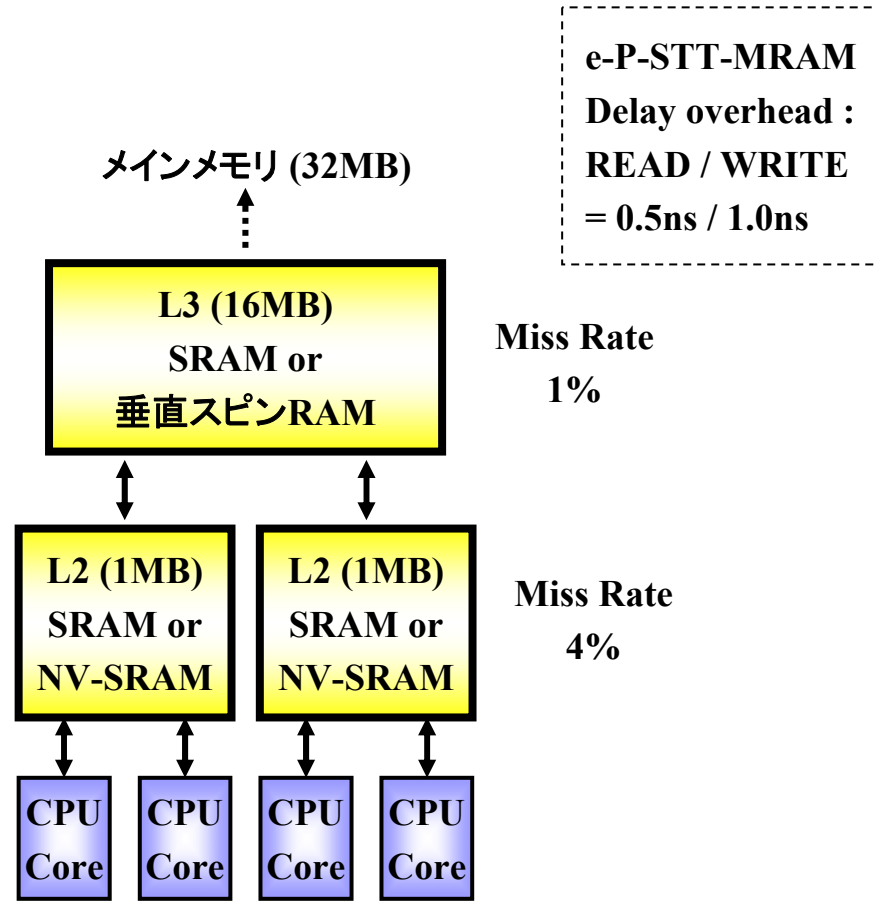 e-P-STT-MRAM
Delay overhead :
READ / WRITE
= 0.5ns / 1.0ns
メインメモリ (32MB)
L3 (16MB)
SRAM or
垂直スピンRAM
Miss Rate
1%
L2 (1MB)
SRAM or
NV-SRAM
L2 (1MB)
SRAM or
NV-SRAM
Miss Rate
4%
CPU
Core
CPU
Core
CPU
Core
CPU
Core